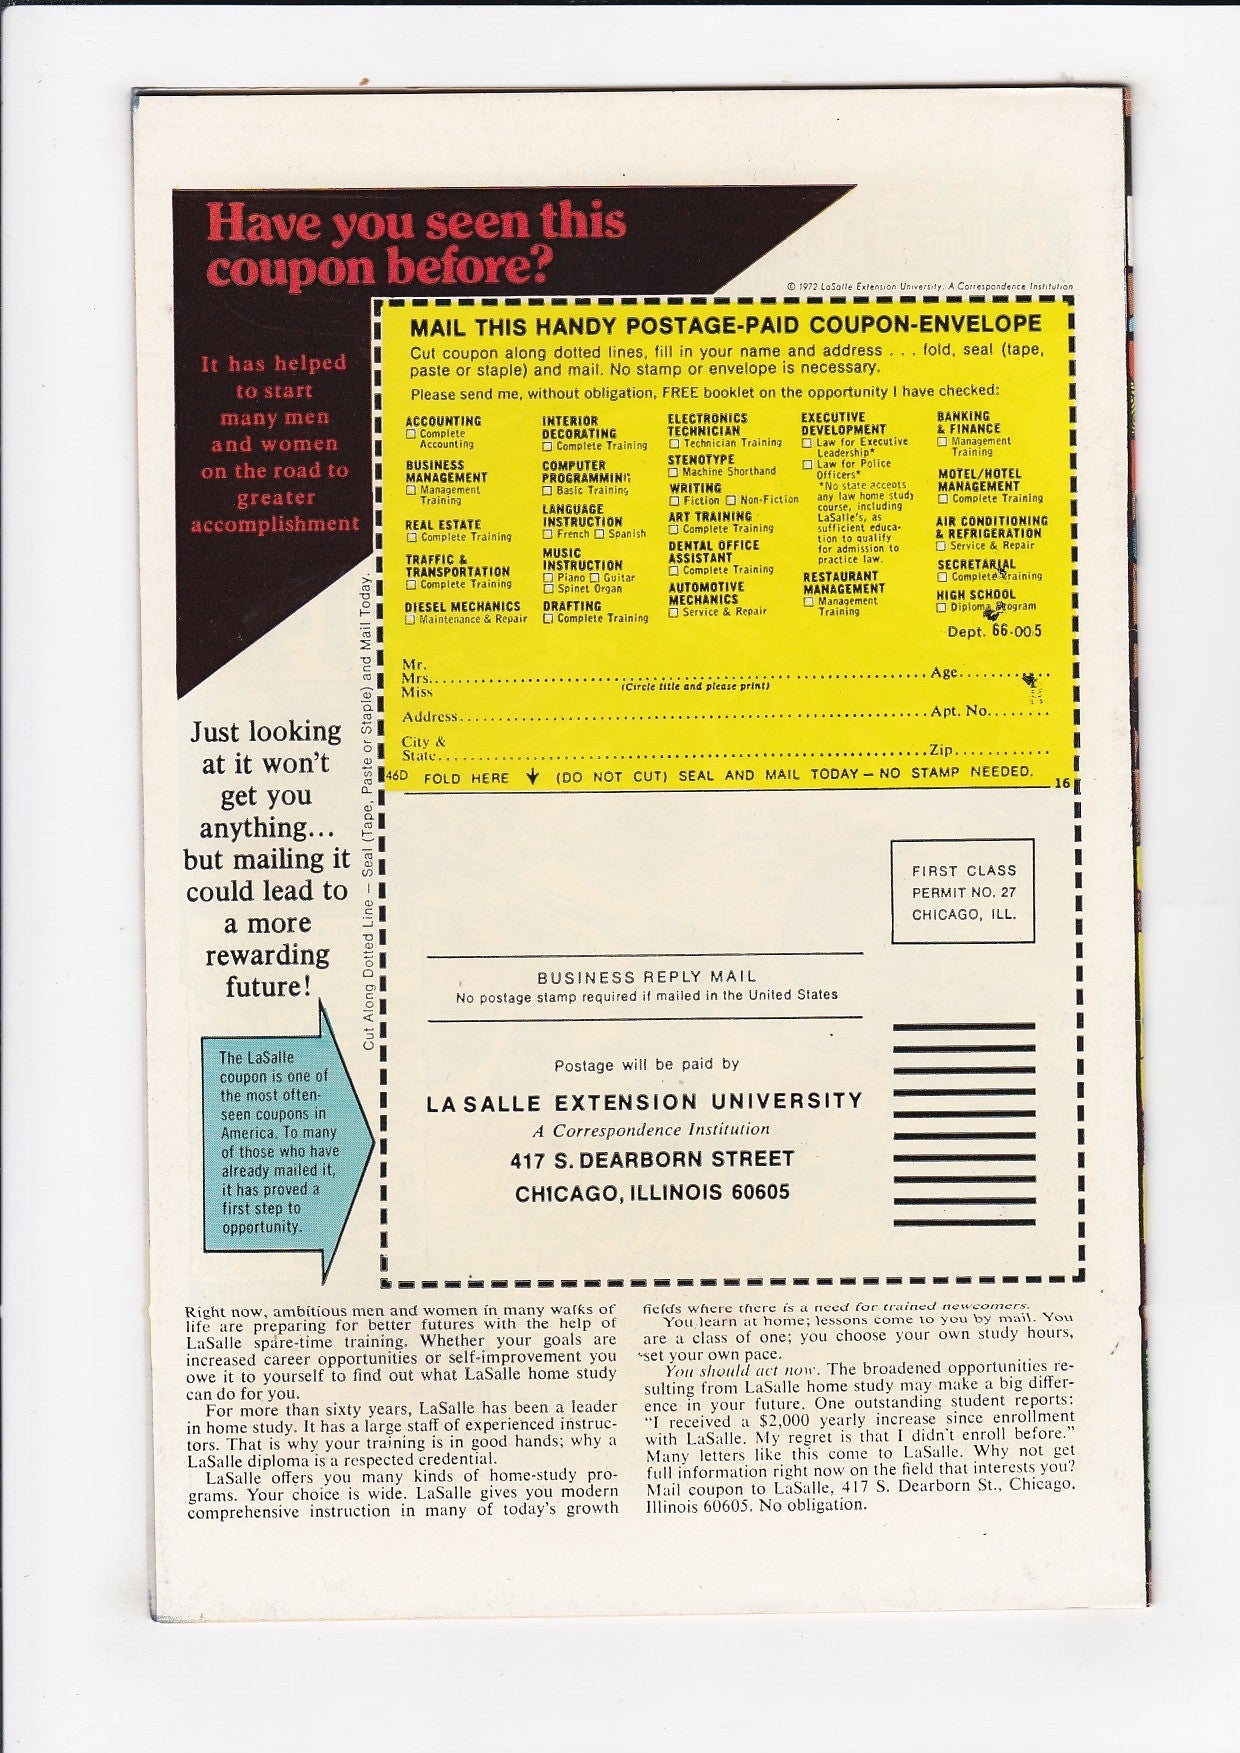 Have you seen this
coupon before?
It has helped
to start
many men
and women
on the road to
greater
accomplishment
© 1972 LaSalle Extension University. A Correspondence Institution
MAIL THIS HANDY POSTAGE-PAID COUPON-ENVELOPE
Cut coupon along dotted lines, fill in your name and address . . . fold, seal (tape,
paste or staple) and mail. No stamp or envelope is necessary.
Please send me, without obligation, FREE booklet on the opportunity I have checked:
ACCOUNTING
☐ Complete
Accounting
BUSINESS
MANAGEMENT
☐ Management
Training
REAL ESTATE
☐ Complete Training
TRAFFIC &
TRANSPORTATION
☐ Complete Training
DIESEL MECHANICS
☐ Maintenance & Repair
INTERIOR
DECORATING
☐ Complete Training
COMPUTER
PROGRAMMING
☐ Basic Training
LANGUAGE
INSTRUCTION
☐ French ☐ Spanish
MUSIC
INSTRUCTION
☐ Piano ☐ Guitar
☐ Spinet Organ
DRAFTING
☐ Complete Training
ELECTRONICS
TECHNICIAN
☐ Technician Training
STENOTYPE
☐ Machine Shorthand
WRITING
☐ Fiction ☐ Non-Fiction
ART TRAINING
☐ Complete Training
DENTAL OFFICE
ASSISTANT
☐ Complete Training
AUTOMOTIVE
MECHANICS
☐ Service & Repair
EXECUTIVE
DEVELOPMENT
☐ Law for Executive
Leadership*
☐ Law for Police
Officers*
*No state accepts
any law home study
course, including
LaSalle's, as
sufficient educa-
tion to qualify
for admission to
practice law.
RESTAURANT
MANAGEMENT
☐ Management
Training
BANKING
& FINANCE
☐ Management
Training
MOTEL/HOTEL
MANAGEMENT
☐ Complete Training
AIR CONDITIONING
& REFRIGERATION
☐ Service & Repair
SECRETARIAL
☐ Complete Training
HIGH SCHOOL
☐ Diploma Program
Dept. 66-005
Mr.
Mrs. Age
Miss (Circle title and please print)
Address Apt. No.
City &
State Zip
46D FOLD HERE (DO NOT CUT) SEAL AND MAIL TODAY — NO STAMP NEEDED.
16
Cut Along Dotted Line — Seal (Tape, Paste or Staple) and Mail Today.
Just looking
at it won't
get you
anything...
but mailing it
could lead to
a more
rewarding
future!
The LaSalle
coupon is one of
the most often-
seen coupons in
America. To many
of those who have
already mailed it,
it has proved a
first step to
opportunity.
FIRST CLASS
PERMIT NO. 27
CHICAGO, ILL.
BUSINESS REPLY MAIL
No postage stamp required if mailed in the United States
Postage will be paid by
LA SALLE EXTENSION UNIVERSITY
A Correspondence Institution
417 S. DEARBORN STREET
CHICAGO, ILLINOIS 60605
Right now, ambitious men and women in many walks of
life are preparing for better futures with the help of
LaSalle spare-time training. Whether your goals are
increased career opportunities or self-improvement you
owe it to yourself to find out what LaSalle home study
can do for you.
For more than sixty years, LaSalle has been a leader
in home study. It has a large staff of experienced instruc-
tors. That is why your training is in good hands; why a
LaSalle diploma is a respected credential.
LaSalle offers you many kinds of home-study pro-
grams. Your choice is wide. LaSalle gives you modern
comprehensive instruction in many of today's growth
fields where there is a need for trained newcomers.
You learn at home; lessons come to you by mail. You
are a class of one; you choose your own study hours,
set your own pace.
You should act now. The broadened opportunities re-
sulting from LaSalle home study may make a big differ-
ence in your future. One outstanding student reports:
"I received a $2,000 yearly increase since enrollment
with LaSalle. My regret is that I didn't enroll before."
Many letters like this come to LaSalle. Why not get
full information right now on the field that interests you?
Mail coupon to LaSalle, 417 S. Dearborn St., Chicago,
Illinois 60605. No obligation.